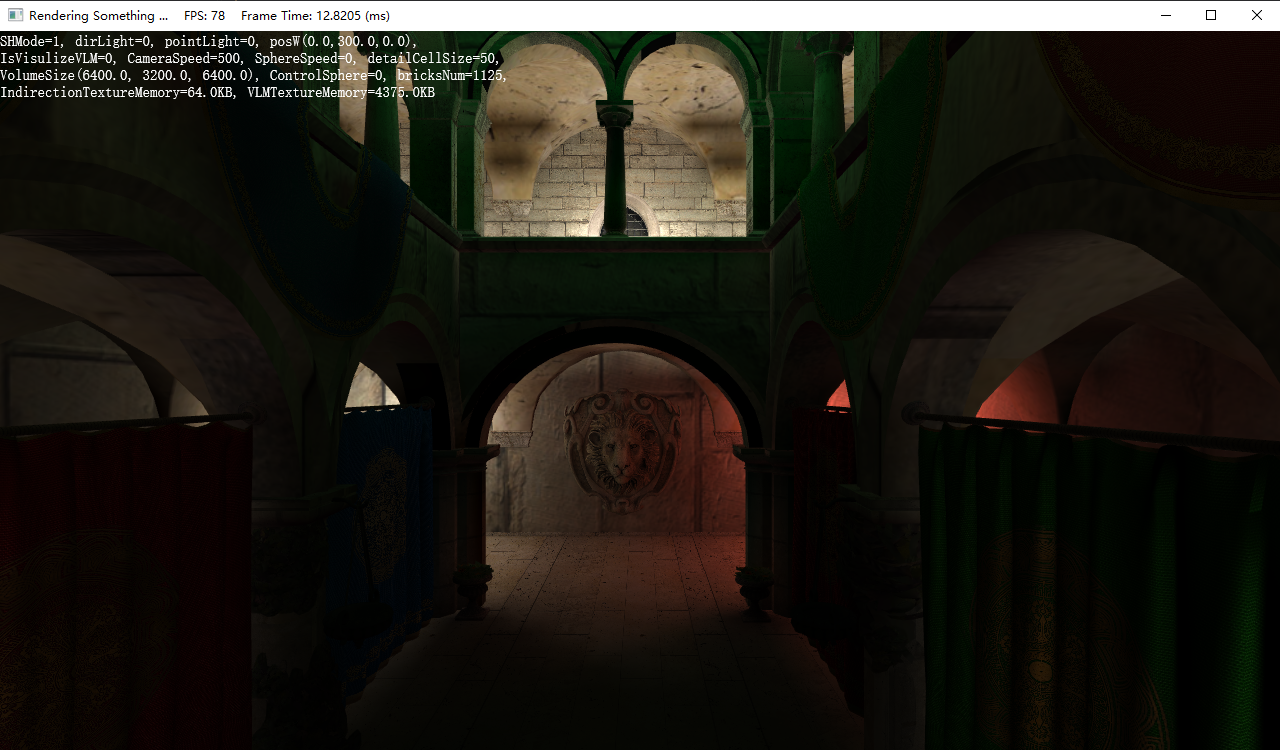 Rendering Something ... FPS: 78 Frame Time: 12.8205 (ms)
SHMode=1, dirLight=0, pointLight=0, posW(0.0,300.0,0.0),
IsVisulizeVLM=0, CameraSpeed=500, SphereSpeed=0, detailCellSize=50,
VolumeSize(6400.0, 3200.0, 6400.0), ControlSphere=0, bricksNum=1125,
IndirectionTextureMemory=64.0KB, VLMTextureMemory=4375.0KB